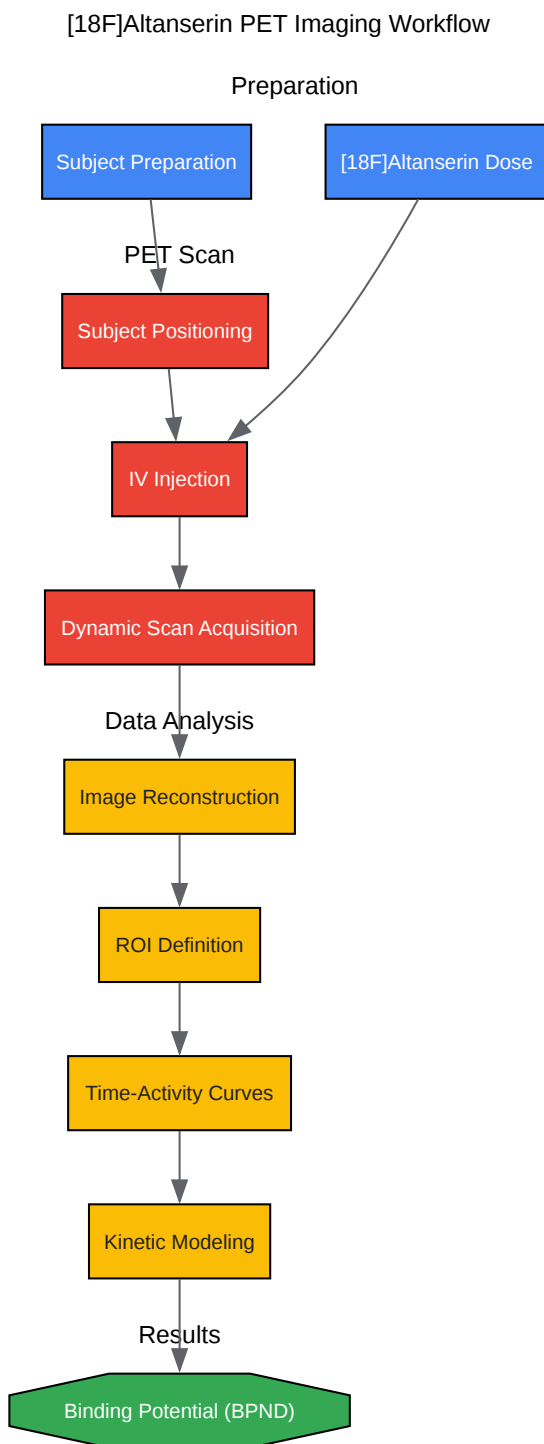 [18F]Altanserin PET Imaging Workflow
Preparation
Subject Preparation
[18F]Altanserin Dose
PET Scan
Subject Positioning
IV Injection
Dynamic Scan Acquisition
Data Analysis
Image Reconstruction
ROI Definition
Time-Activity Curves
Kinetic Modeling
Results
Binding Potential (BPND)